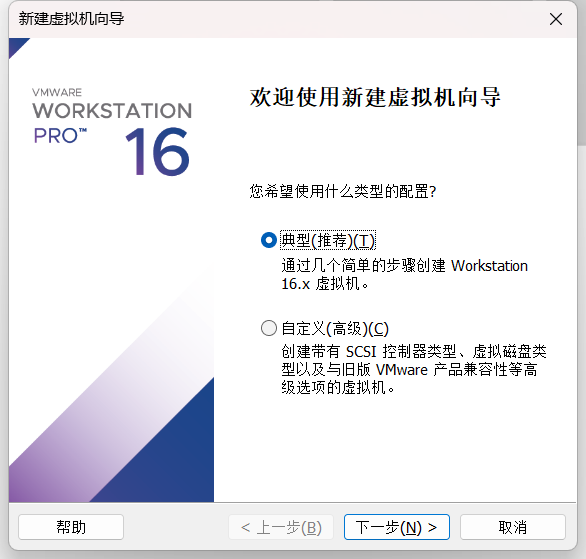 新建虚拟机向导
VMWARE
WORKSTATION
PRO™ 16
欢迎使用新建虚拟机向导
您希望使用什么类型的配置?
典型(推荐)(T)
通过几个简单的步骤创建 Workstation
16.x 虚拟机。
自定义(高级)(C)
创建带有 SCSI 控制器类型、虚拟磁盘类
型以及与旧版 VMware 产品兼容性等高
级选项的虚拟机。
帮助 < 上一步(B) 下一步(N) > 取消